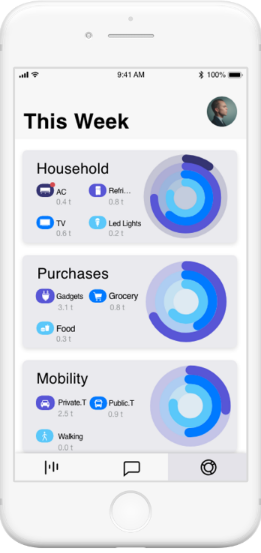 9:41 AM
100%
This Week
Household
AC
0.4 t
Refri...
0.8 t
TV
0.6 t
Led Lights
0.2 t
Purchases
Gadgets
3.1 t
Grocery
0.8 t
Food
0.3 t
Mobility
Private.T
2.5 t
Public.T
0.9 t
Walking
0.0 t